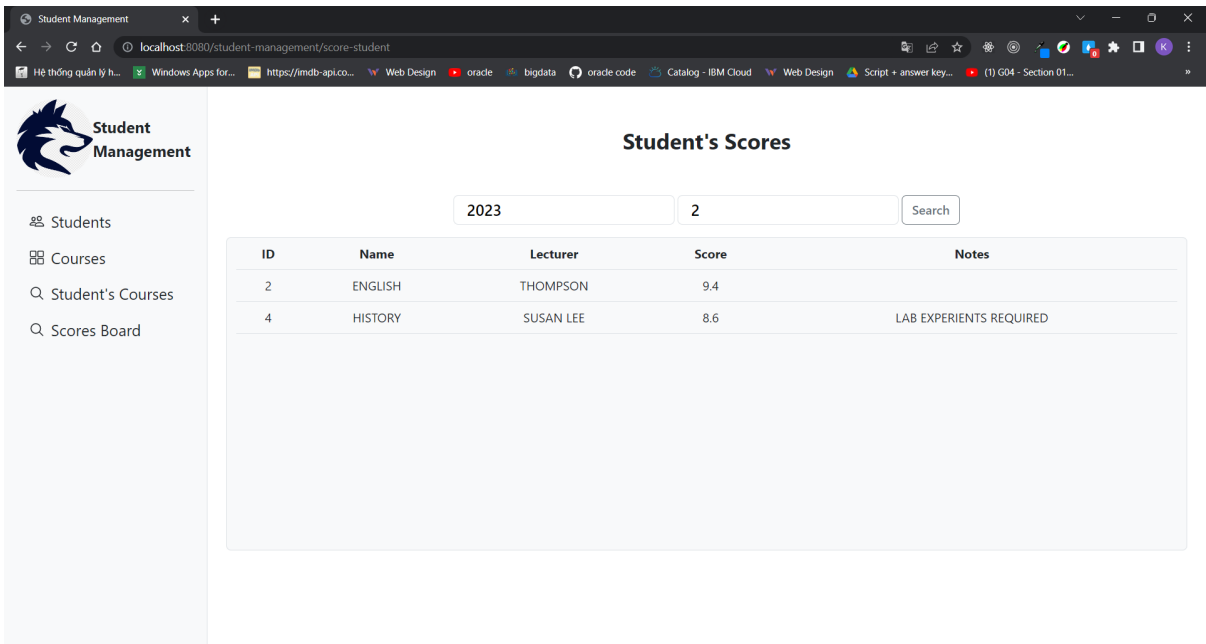 Student Management
localhost:8080/student-management/score-student
K
Hệ thống quản lý h... Windows Apps for... https://imdb-api.co... Web Design oracle bigdata oracle code Catalog - IBM Cloud Web Design Script + answer key... (1) G04 - Section 01... »
Student
Management
Students
Courses
Student's Courses
Scores Board
Student's Scores
2023 2 Search
ID Name Lecturer Score Notes
2 ENGLISH THOMPSON 9.4
4 HISTORY SUSAN LEE 8.6 LAB EXPERIENTS REQUIRED